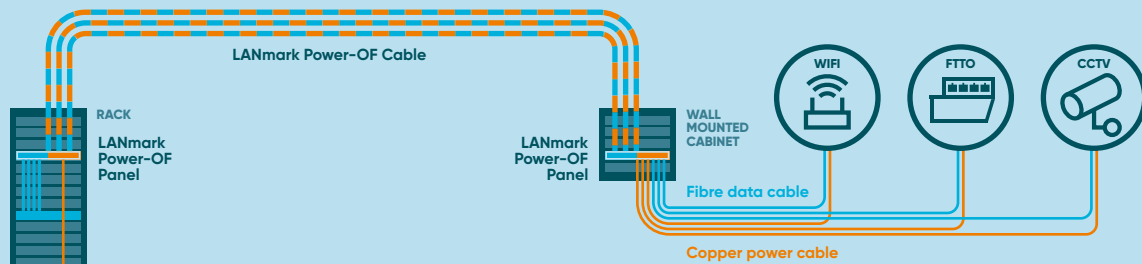 LANmark Power-OF Cable
RACK
LANmark
Power-OF
Panel
LANmark
Power-OF
Panel
WALL
MOUNTED
CABINET
WIFI
FTTO
CCTV
Fibre data cable
Copper power cable